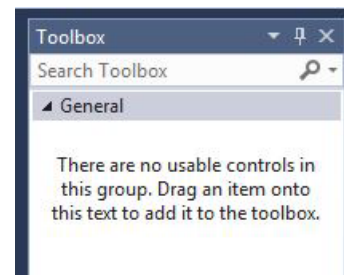 Toolbox
Search Toolbox
General
There are no usable controls in
this group. Drag an item onto
this text to add it to the toolbox.